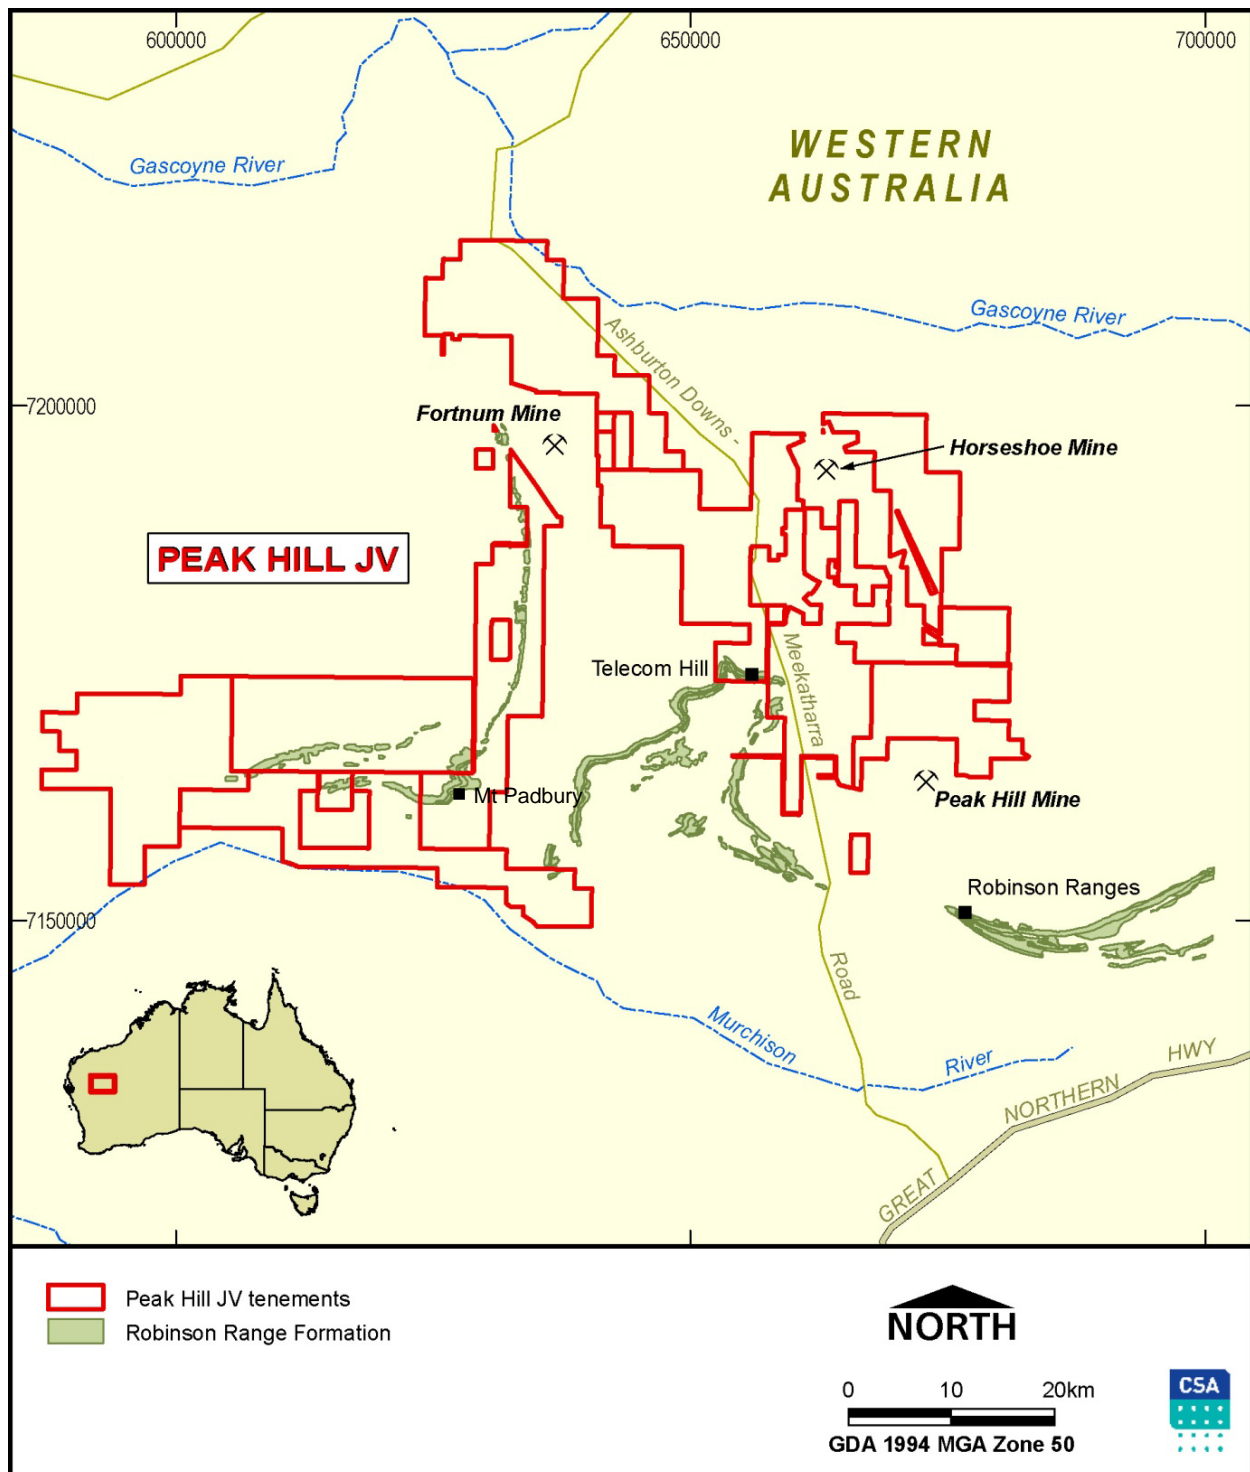 600000
650000
700000
WESTERN
AUSTRALIA
Gascoyne River
Gascoyne River
Ashburton Downs -
7200000
Fortnum Mine
Horseshoe Mine
PEAK HILL JV
Telecom Hill
Meekatharra
Mt Padbury
Peak Hill Mine
Robinson Ranges
7150000
Road
Murchison
River
HWY
NORTHERN
GREAT
Peak Hill JV tenements
Robinson Range Formation
NORTH
0 10 20km
GDA 1994 MGA Zone 50
CSA